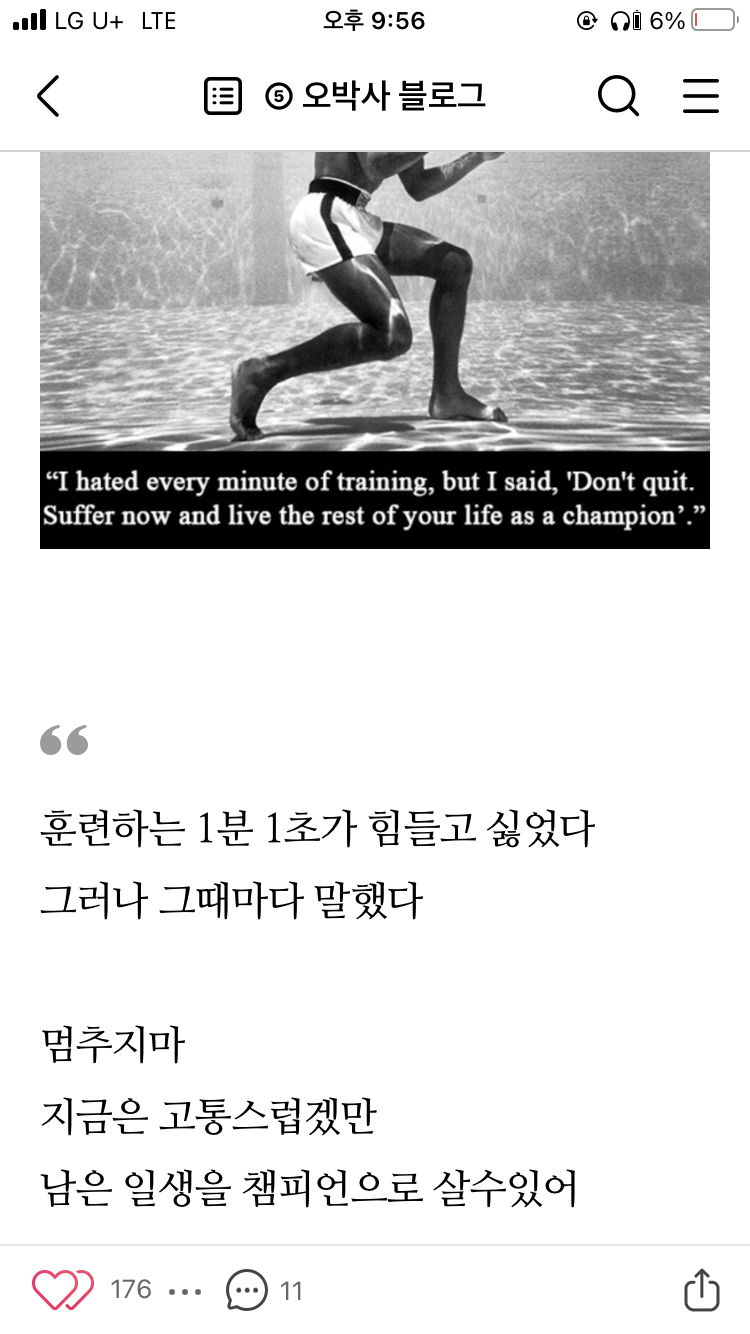 LG U+ LTE 오후 9:56 6%
⑤ 오박사 블로그
“I hated every minute of training, but I said, 'Don't quit.
Suffer now and live the rest of your life as a champion’.”
“
훈련하는 1분 1초가 힘들고 싫었다
그러나 그때마다 말했다
멈추지마
지금은 고통스럽겠만
남은 일생을 챔피언으로 살수있어
176 ... 11